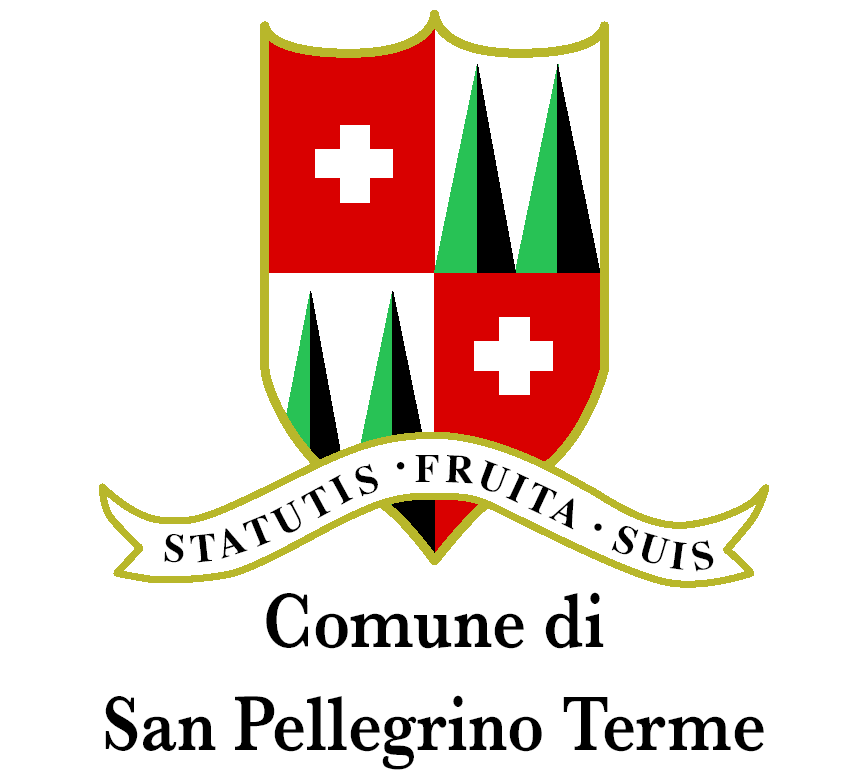 STATUTIS · FRUITA · SUIS
Comune di
San Pellegrino Terme